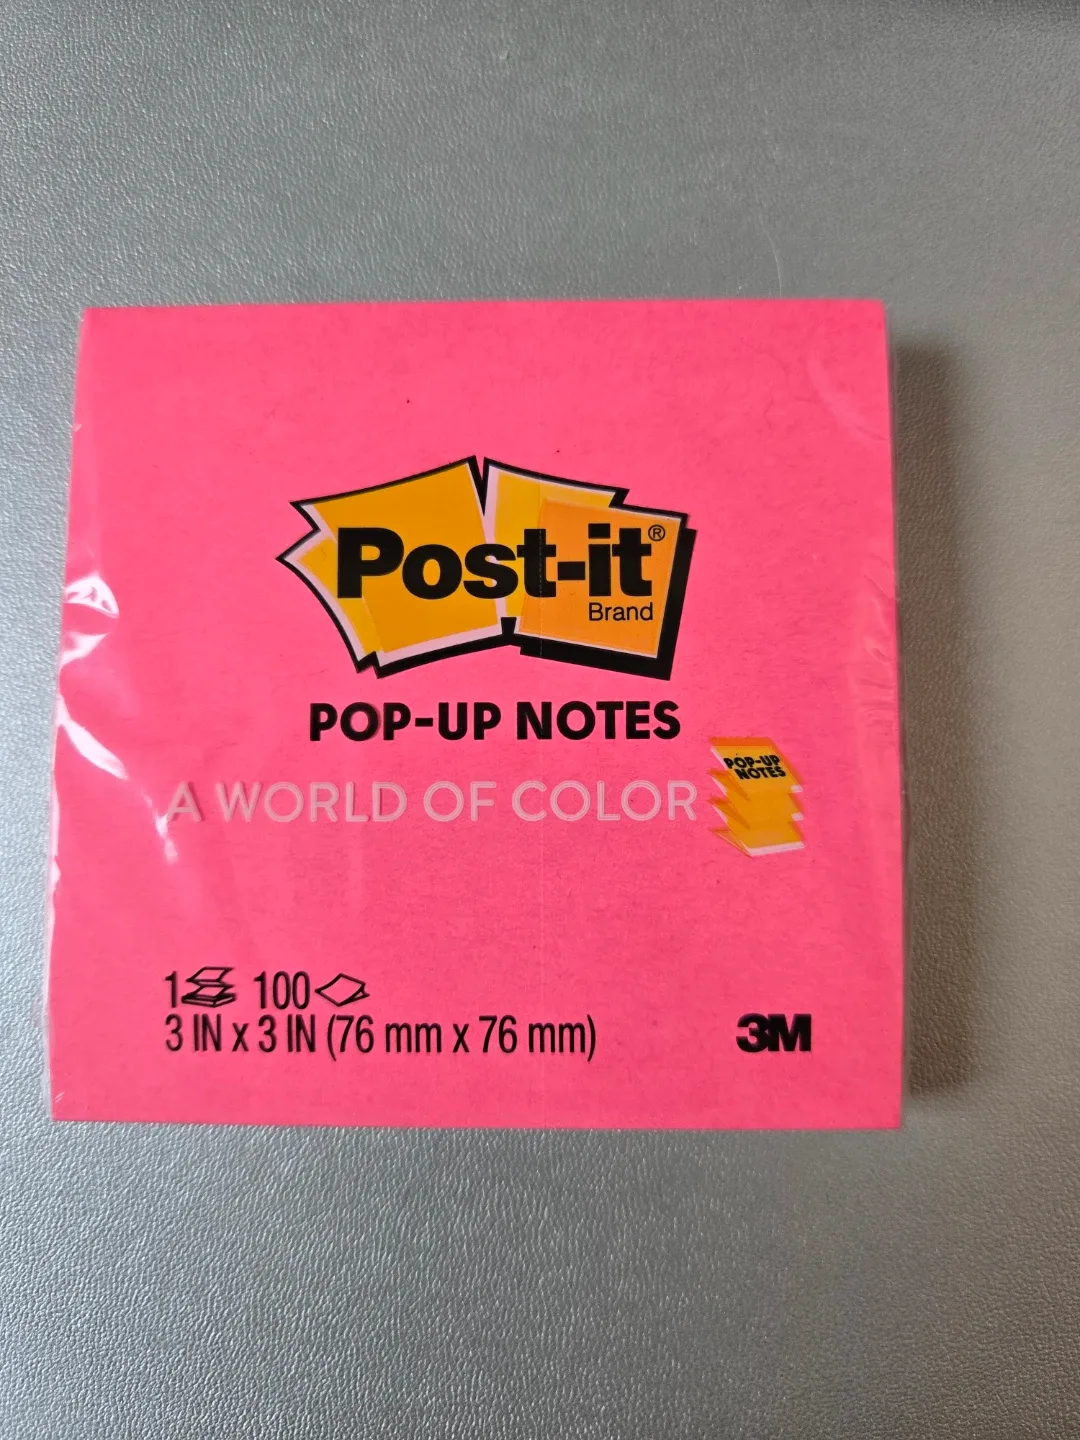 Post-it®
Brand
POP-UP NOTES
A WORLD OF COLOR
POP-UP
NOTES
1 100
3 IN x 3 IN (76 mm x 76 mm)
3M